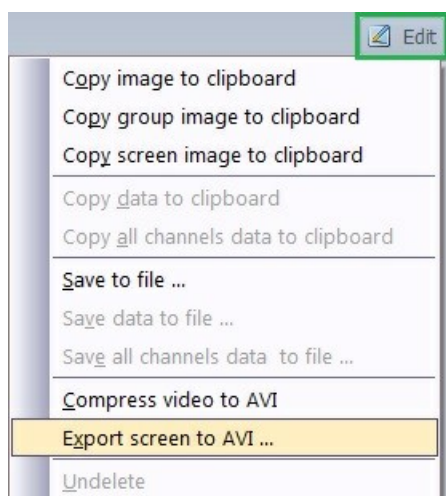 Edit
Copy image to clipboard
Copy group image to clipboard
Copy screen image to clipboard
Copy data to clipboard
Copy all channels data to clipboard
Save to file ...
Save data to file ...
Save all channels data to file ...
Compress video to AVI
Export screen to AVI ...
Undelete